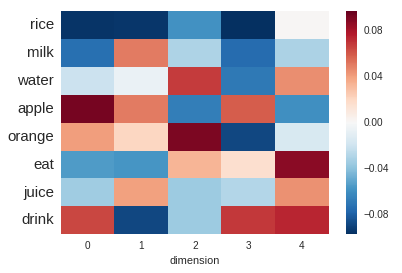 rice
milk
water
apple
orange
eat
juice
drink
0 1 2 3 4
dimension
0.08
0.04
0.00
−0.04
−0.08